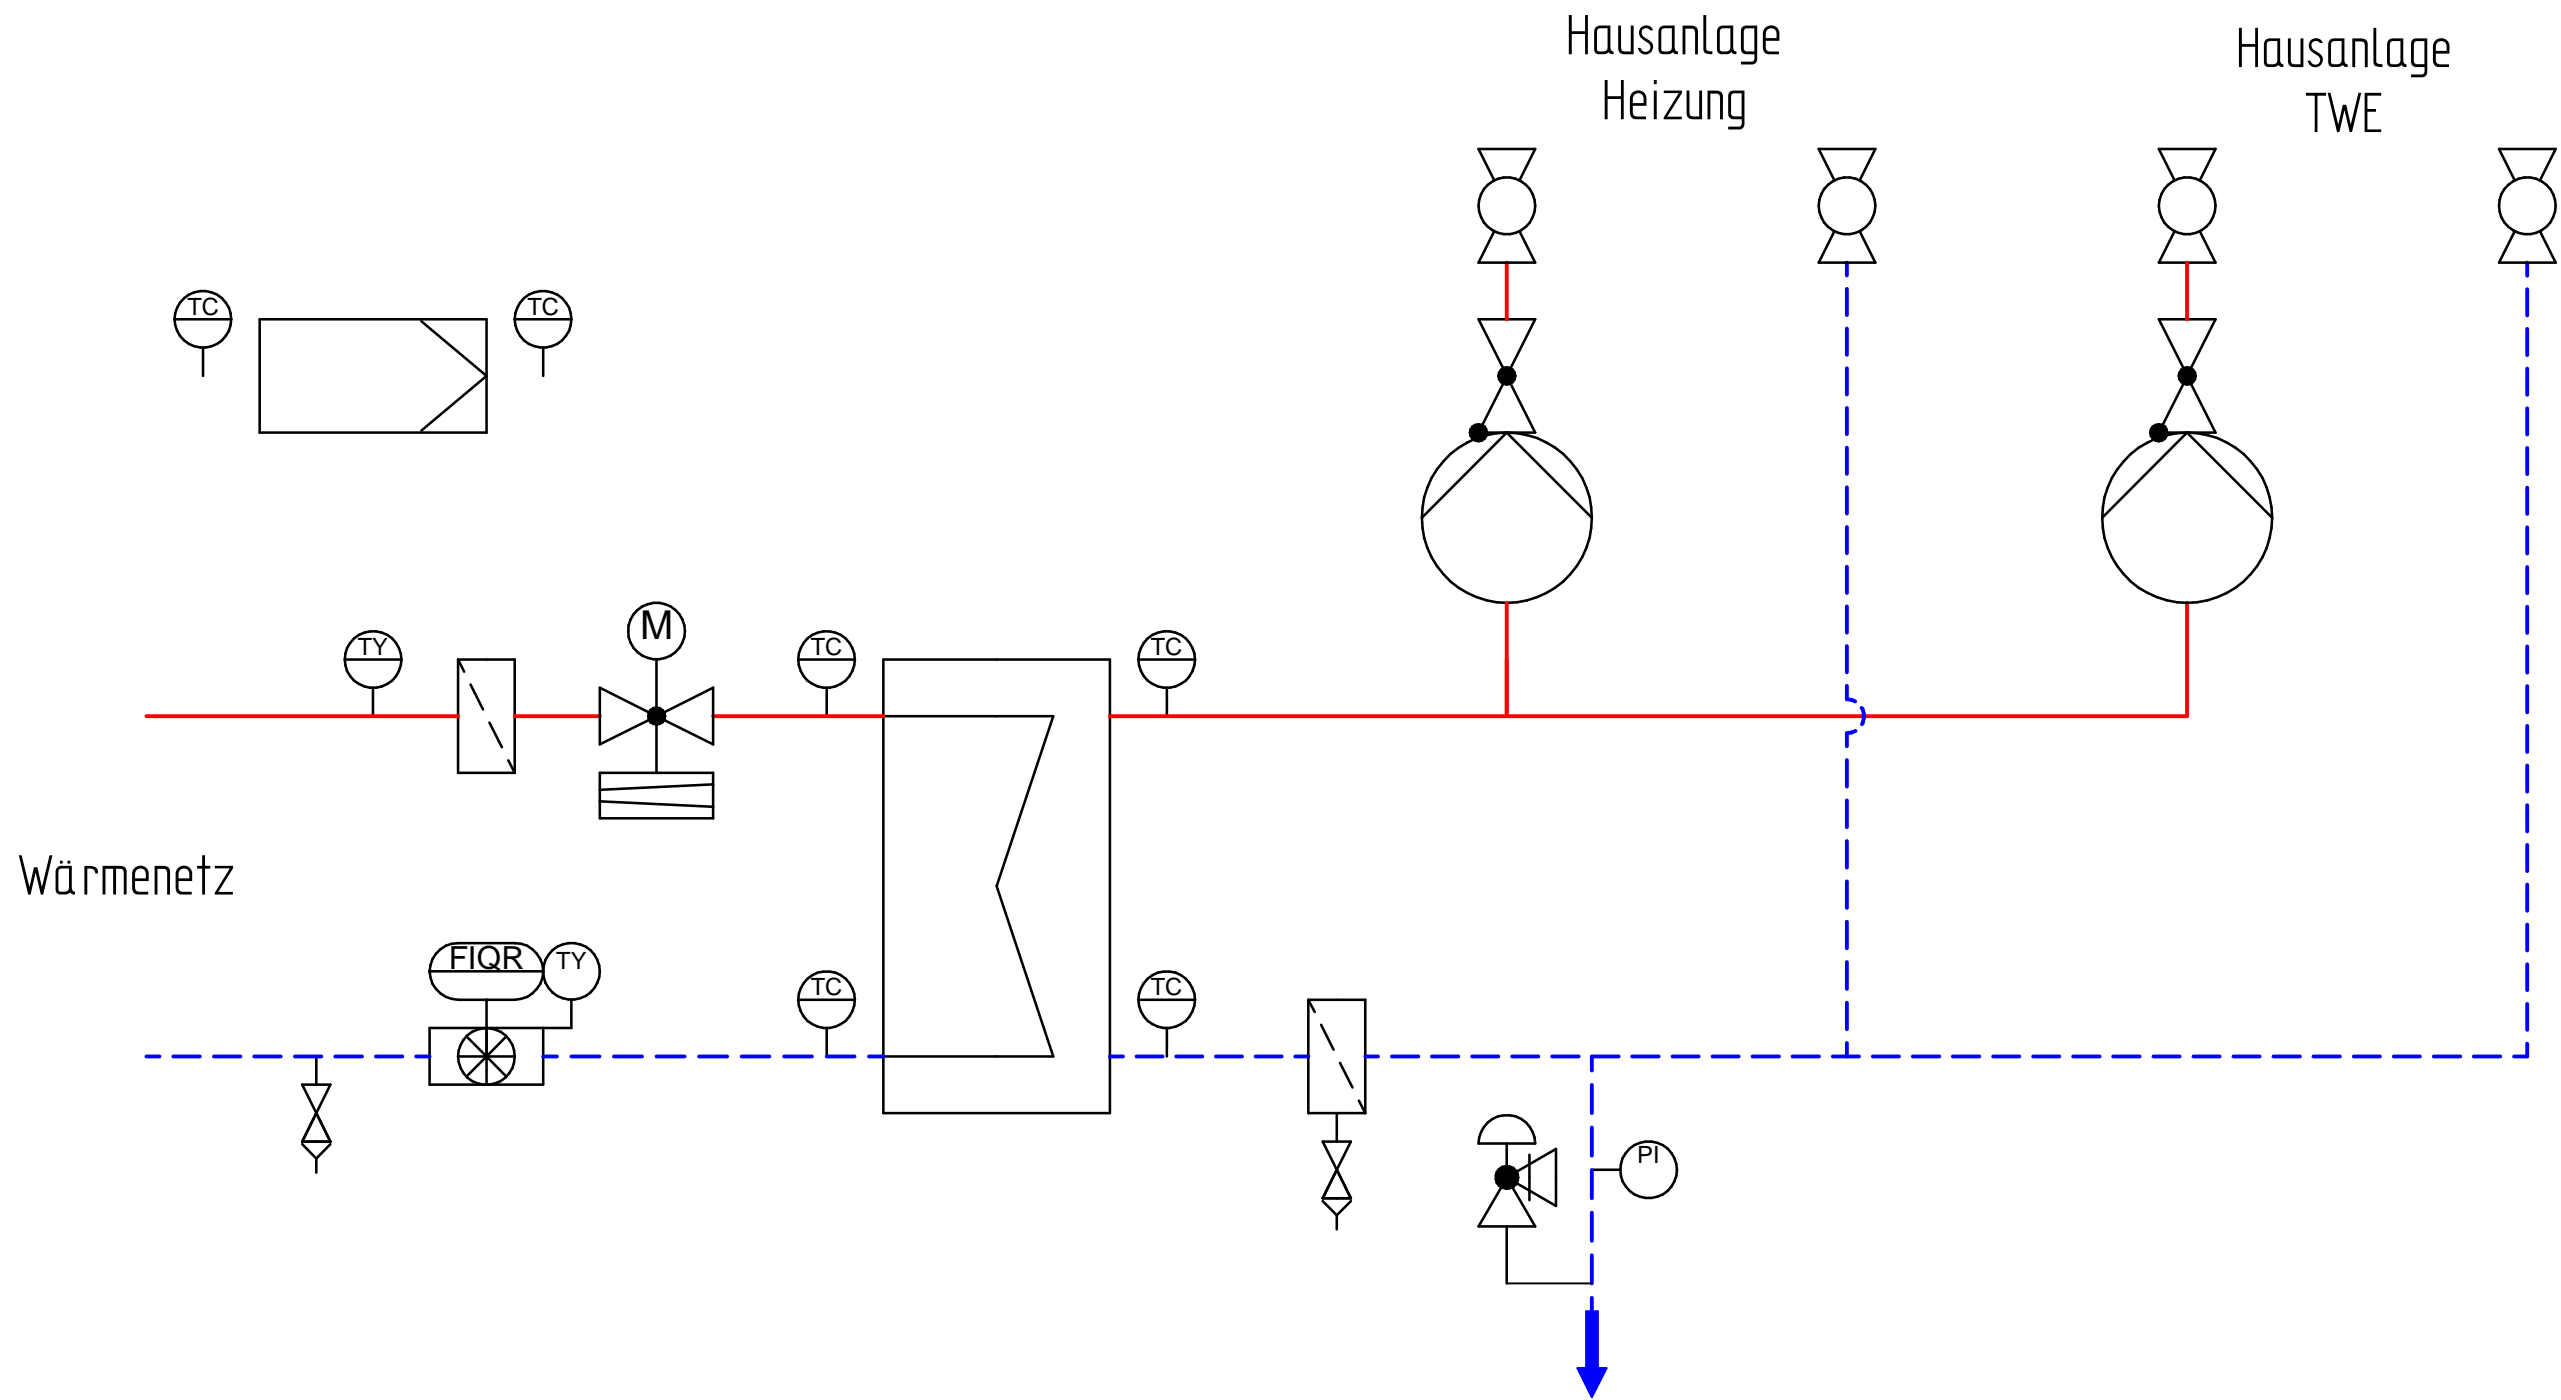 Hausanlage
Heizung
Hausanlage
TWE
TC
TC
M
TY
TC
TC
Wärmenetz
FIQR
TY
TC
TC
PI